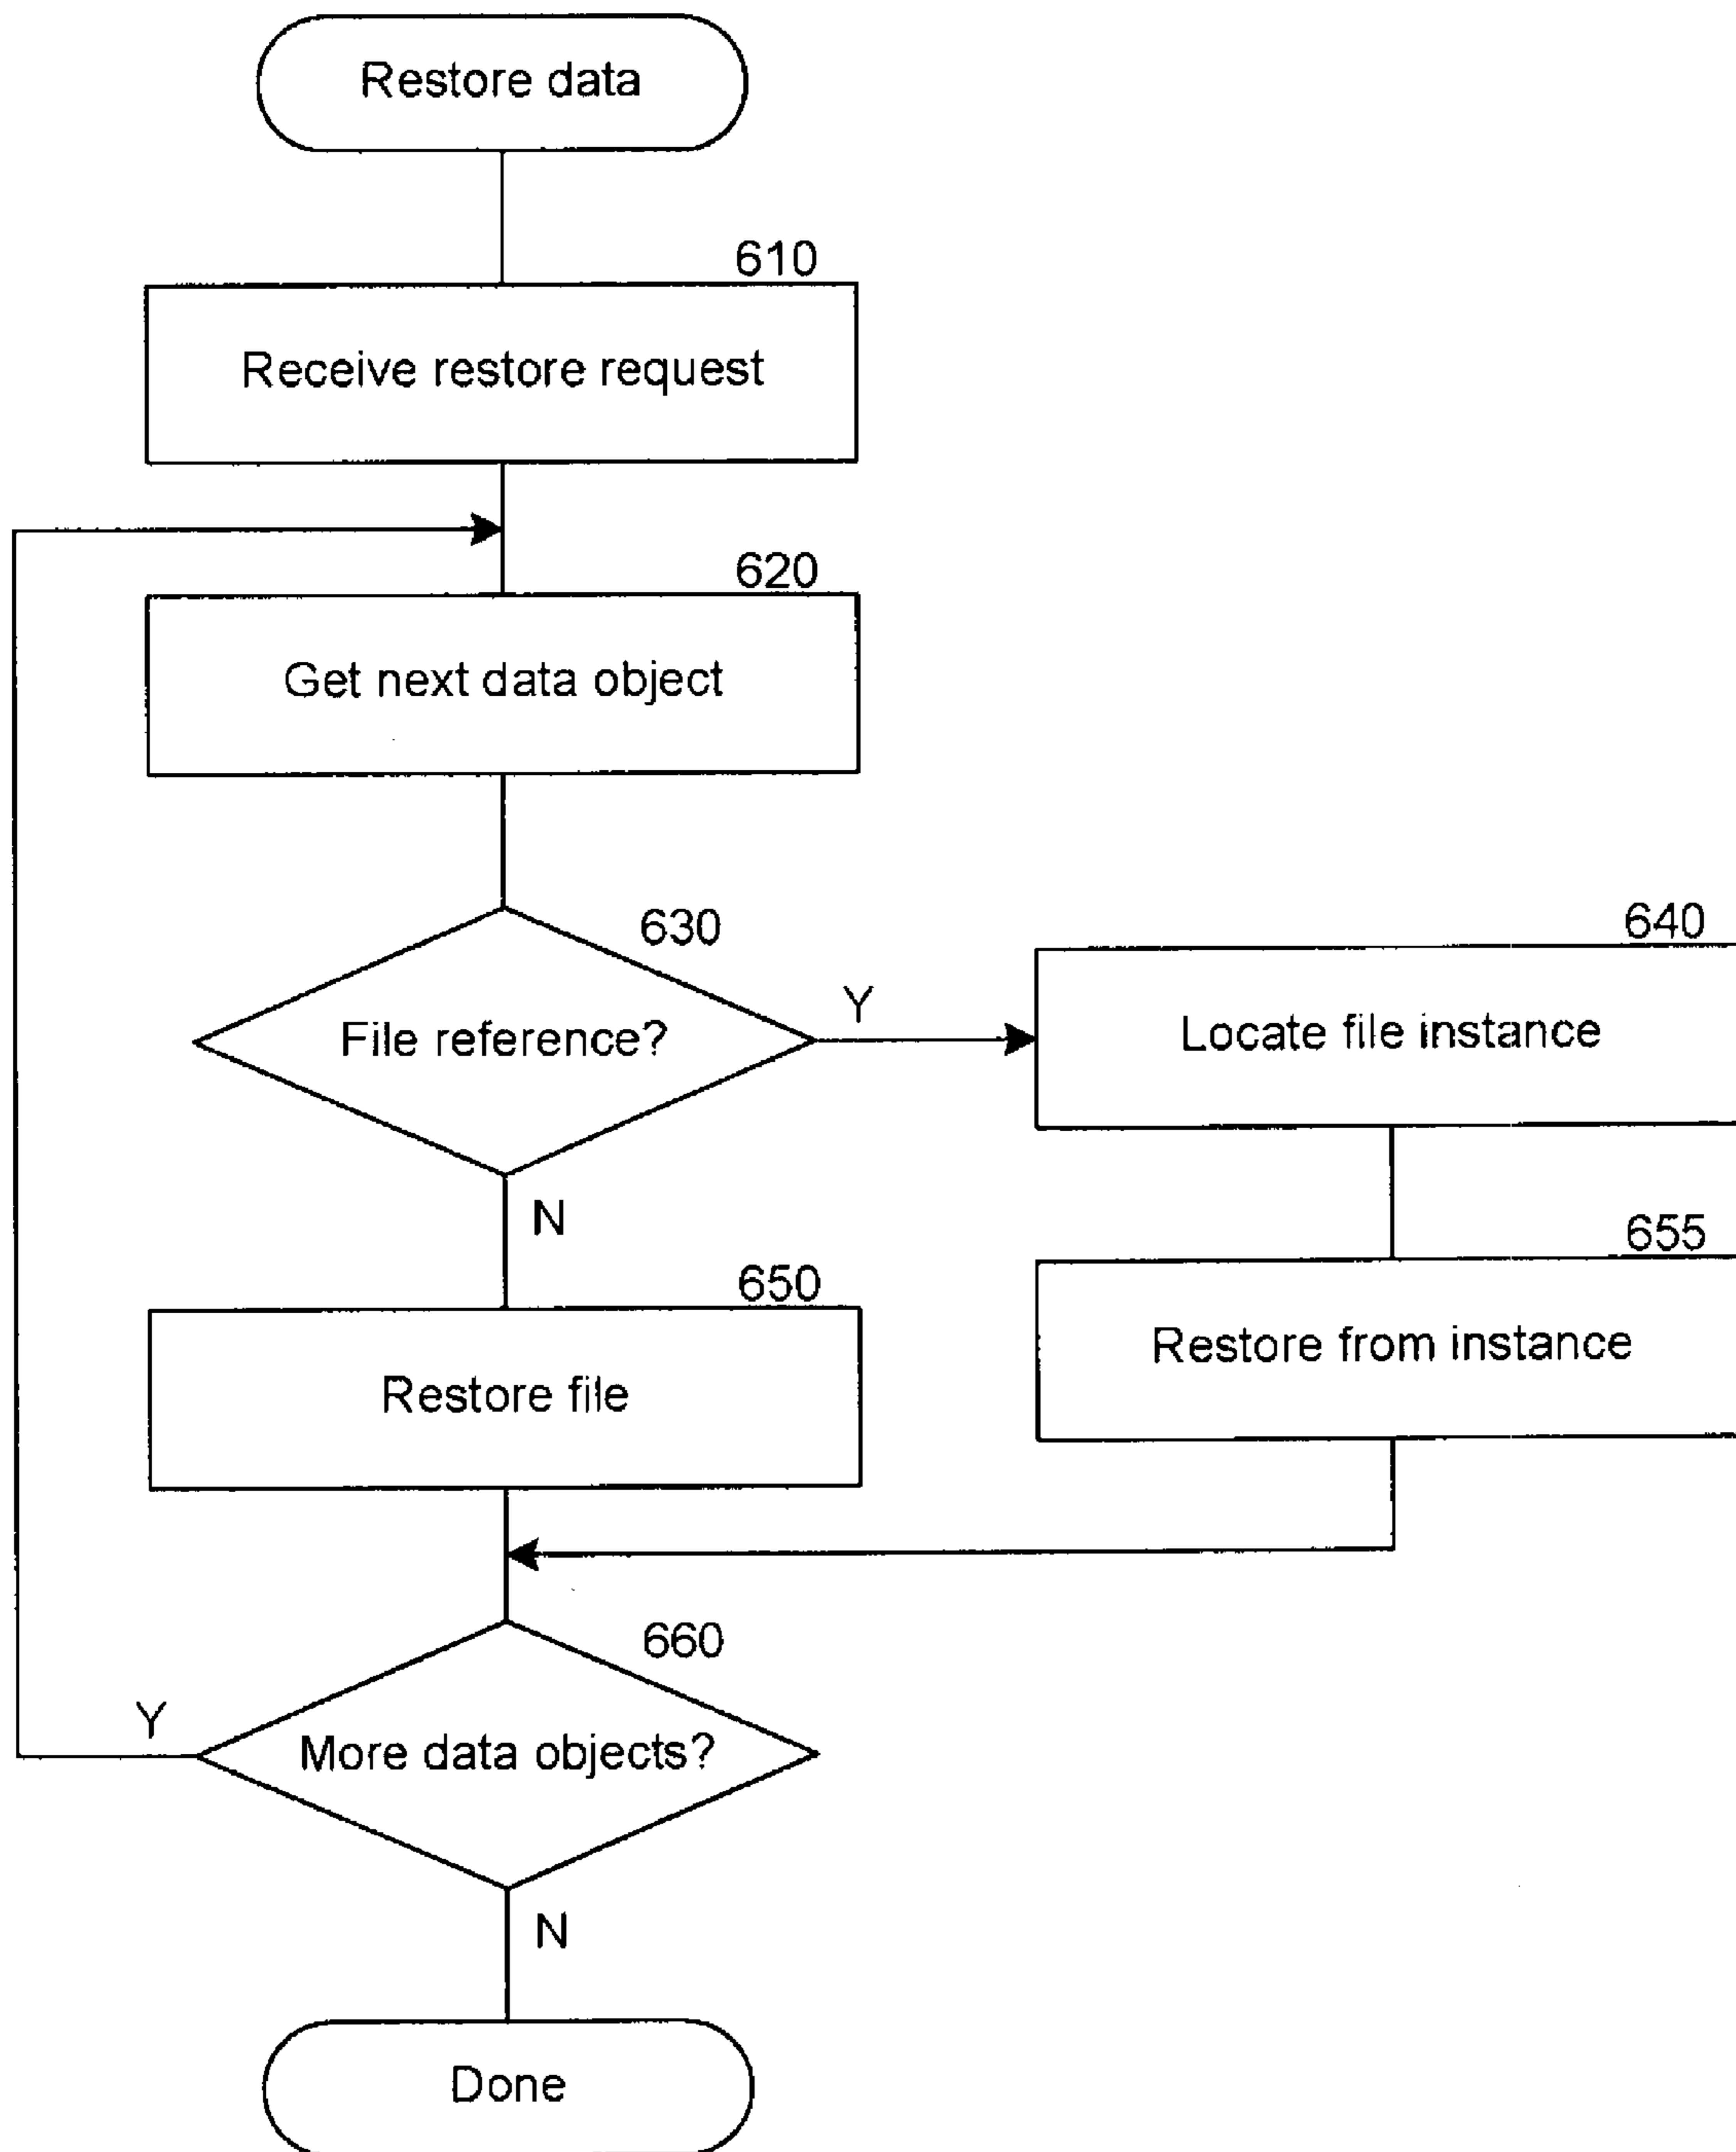 Restore data
610
Receive restore request
620
Get next data object
630
File reference?
Y
640
Locate file instance
N
650
Restore file
655
Restore from instance
660
More data objects?
Y
N
Done